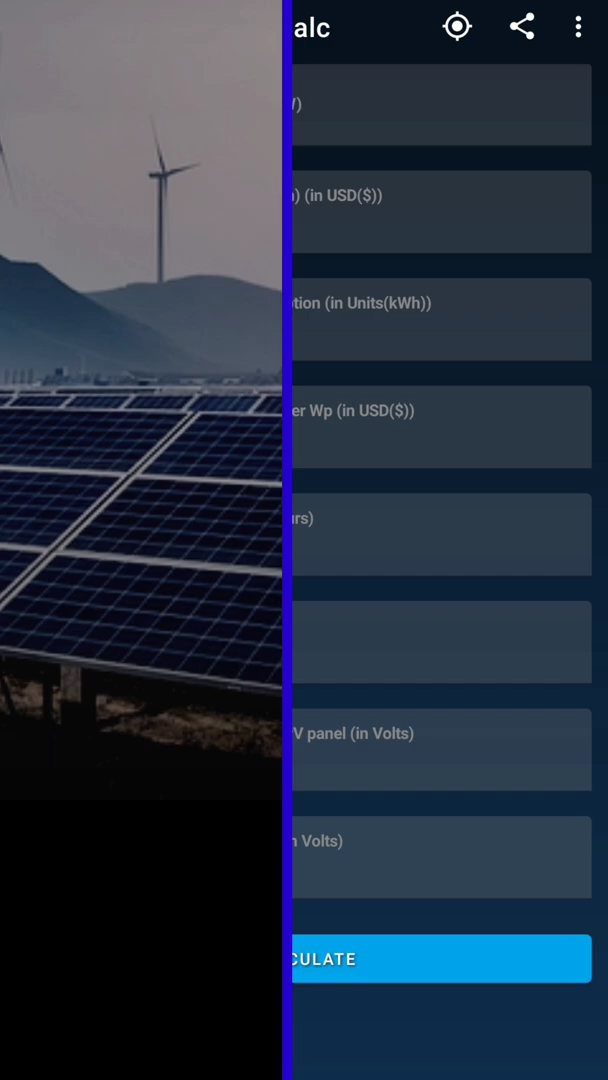 alc
) (in USD($))
tion (in Units(kWh))
er Wp (in USD($))
urs)
V panel (in Volts)
n Volts)
CULATE